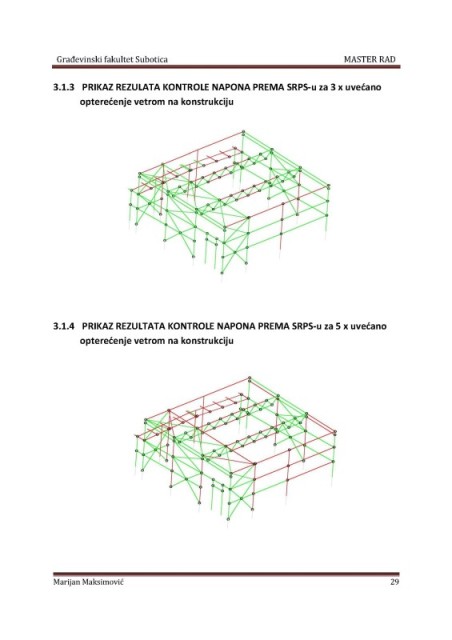 Građevinski fakultet Subotica MASTER RAD
3.1.3 PRIKAZ REZULATA KONTROLE NAPONA PREMA SRPS-u za 3 x uvećano
opterećenje vetrom na konstrukciju
3.1.4 PRIKAZ REZULTATA KONTROLE NAPONA PREMA SRPS-u za 5 x uvećano
opterećenje vetrom na konstrukciju
Marijan Maksimović 29